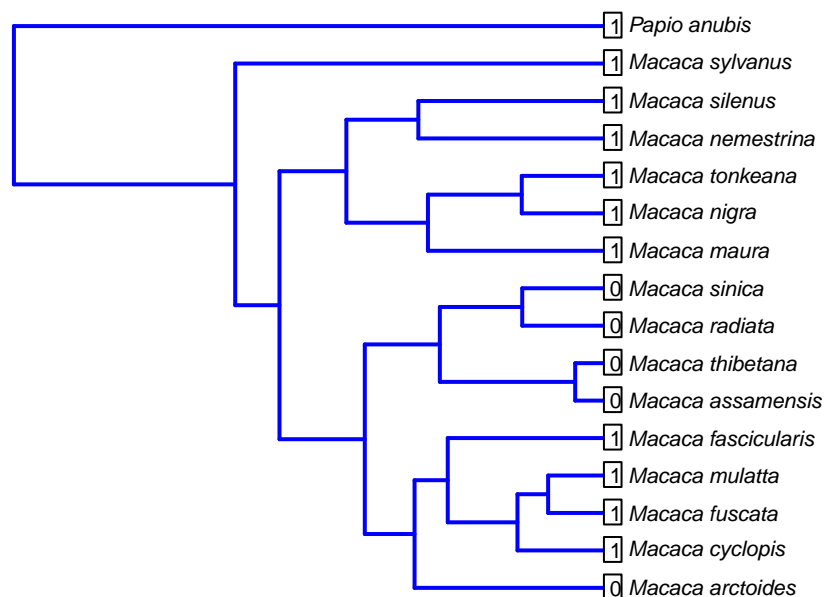 1 Papio anubis
1 Macaca sylvanus
1 Macaca silenus
1 Macaca nemestrina
1 Macaca tonkeana
1 Macaca nigra
1 Macaca maura
0 Macaca sinica
0 Macaca radiata
0 Macaca thibetana
0 Macaca assamensis
1 Macaca fascicularis
1 Macaca mulatta
1 Macaca fuscata
1 Macaca cyclopis
0 Macaca arctoides